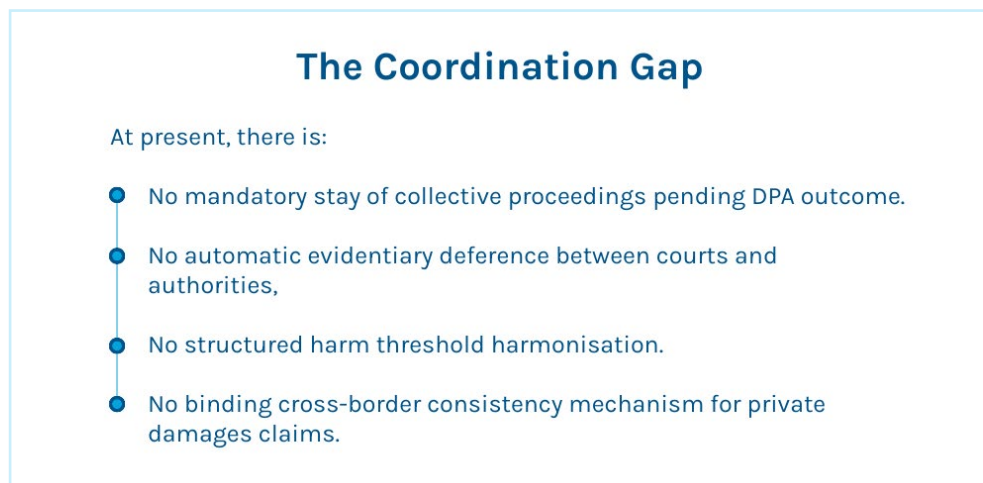 The Coordination Gap
At present, there is:
No mandatory stay of collective proceedings pending DPA outcome.
No automatic evidentiary deference between courts and
authorities,
No structured harm threshold harmonisation.
No binding cross-border consistency mechanism for private
damages claims.